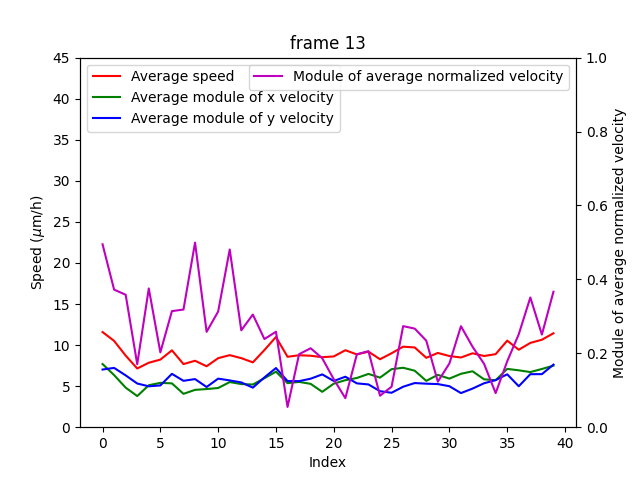 frame 13
Average speed
Average module of x velocity
Average module of y velocity
Module of average normalized velocity
Speed (μm/h)
45
40
35
30
25
20
15
10
5
0
1.0
0.8
0.6
0.4
0.2
0.0
Module of average normalized velocity
0 5 10 15 20 25 30 35 40
Index